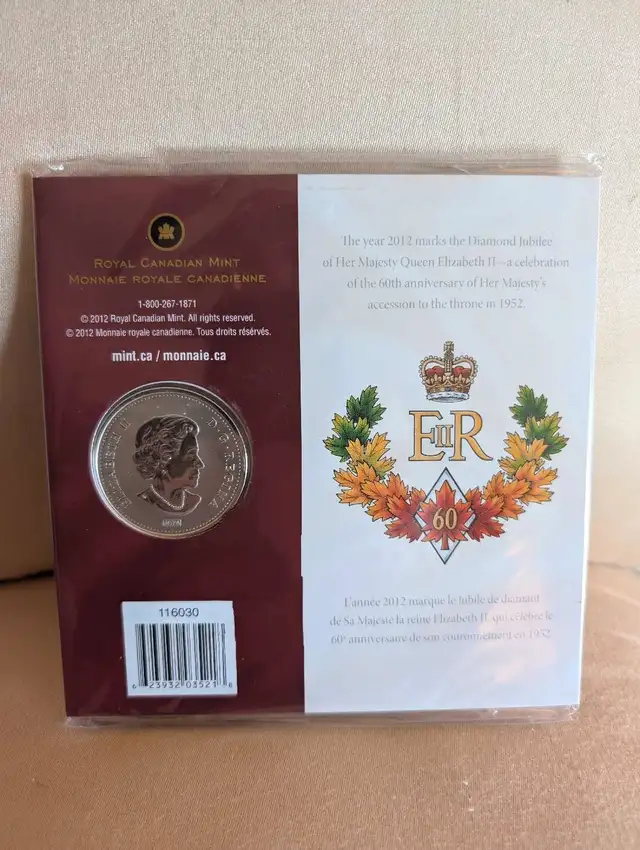 ROYAL CANADIAN MINT
MONNAIE ROYALE CANADIENNE
1-800-267-1871
© 2012 Royal Canadian Mint. All rights reserved.
© 2012 Monnaie royale canadienne. Tous droits résérvés.
mint.ca / monnaie.ca
ELIZABETH II D·G·REGINA
116030
6 23932 03521 8
The year 2012 marks the Diamond Jubilee
of Her Majesty Queen Elizabeth II—a celebration
of the 60th anniversary of Her Majesty's
accession to the throne in 1952.
EIIR
60
L'année 2012 marque le Jubilé de diamant
de Sa Majesté la reine Elizabeth II, qui célèbre le
60e anniversaire de son couronnement en 1952.